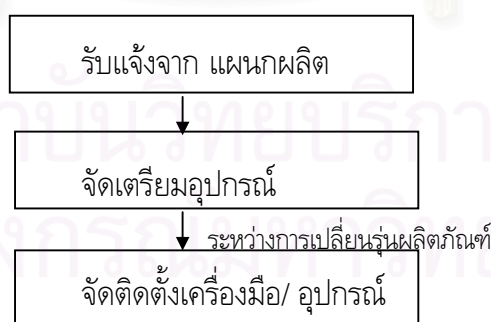 รับแจ้งจาก แผนกผลิต
จัดเตรียมอุปกรณ์
ระหว่างการเปลี่ยนรุ่นผลิตภัณฑ์
จัดติดตั้งเครื่องมือ/ อุปกรณ์